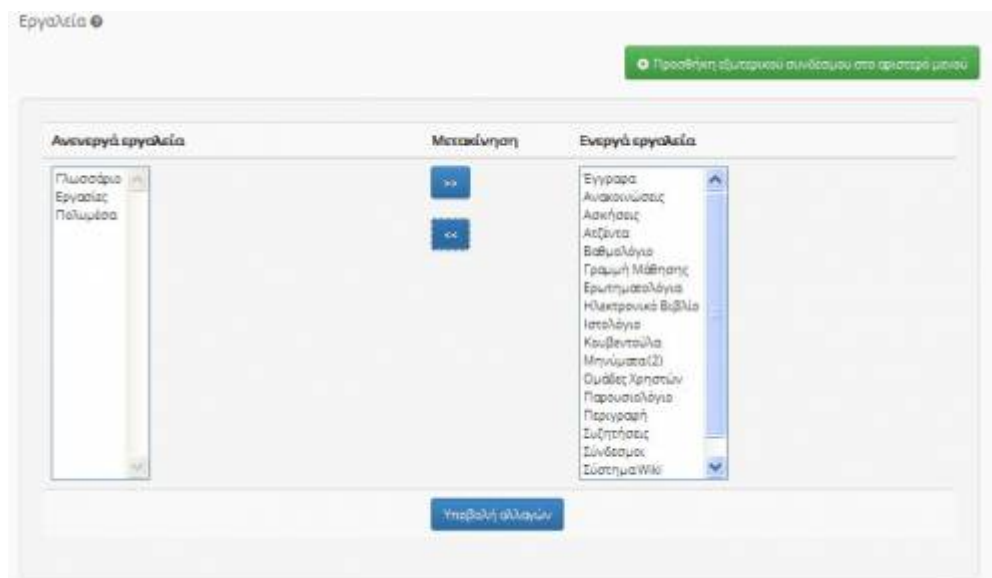 Εργαλεία
Προσθήκη εξωτερικού συνδέσμου στο αριστερό μενού
Ανενεργά εργαλεία Μετακίνηση Ενεργά εργαλεία
Γλωσσάριο
Εργασίες
Πολυμέσα
>>
<<
Έγγραφα
Ανακοινώσεις
Ασκήσεις
Ατζέντα
Βαθμολόγιο
Γραμμή Μάθησης
Ερωτηματολόγια
Ηλεκτρονικό Βιβλίο
Ιστολόγιο
Κουβεντούλα
Μηνύματα (2)
Ομάδες Χρηστών
Παρουσιολόγιο
Περιγραφή
Συζητήσεις
Σύνδεσμοι
Σύστημα Wiki
Υποβολή αλλαγών